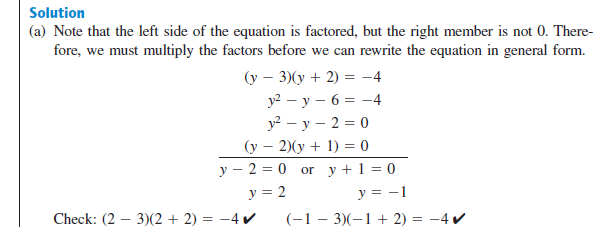 Solution
(a) Note that the left side of the equation is factored, but the right member is not 0. There-
fore, we must multiply the factors before we can rewrite the equation in general form.
(y − 3)(y + 2) = −4
y² − y − 6 = −4
y² − y − 2 = 0
(y − 2)(y + 1) = 0
y − 2 = 0 or y + 1 = 0
y = 2 y = −1
Check: (2 − 3)(2 + 2) = −4 ✔ (−1 − 3)(−1 + 2) = −4 ✔